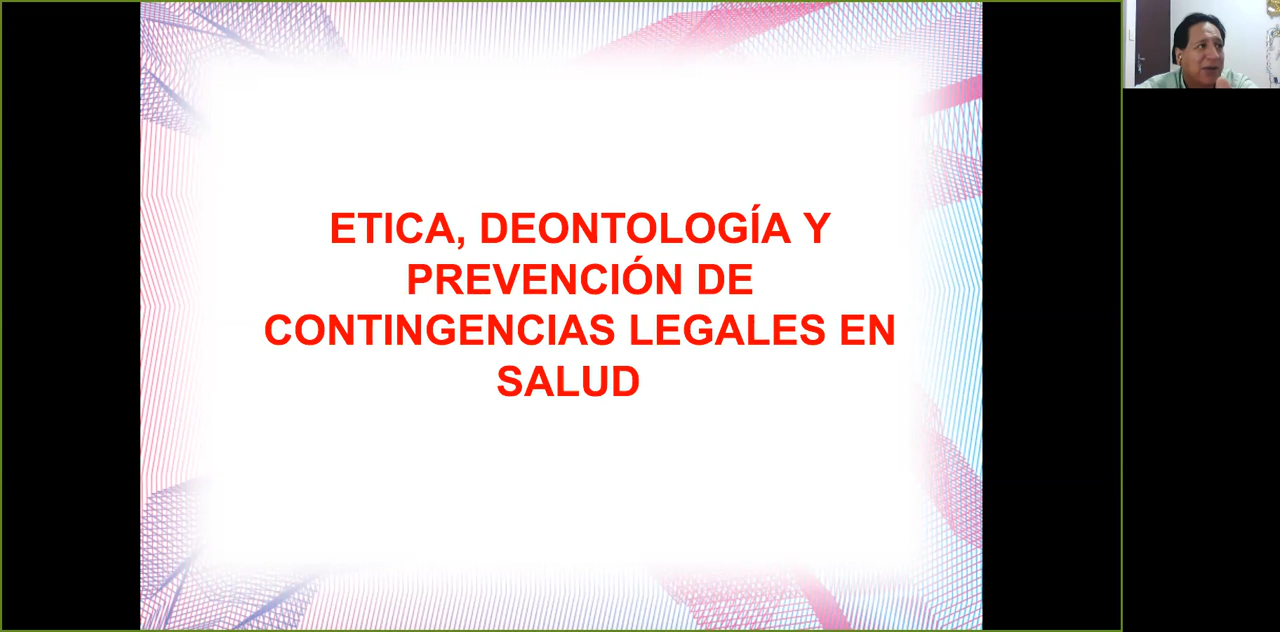 ETICA, DEONTOLOGÍA Y
PREVENCIÓN DE
CONTINGENCIAS LEGALES EN
SALUD